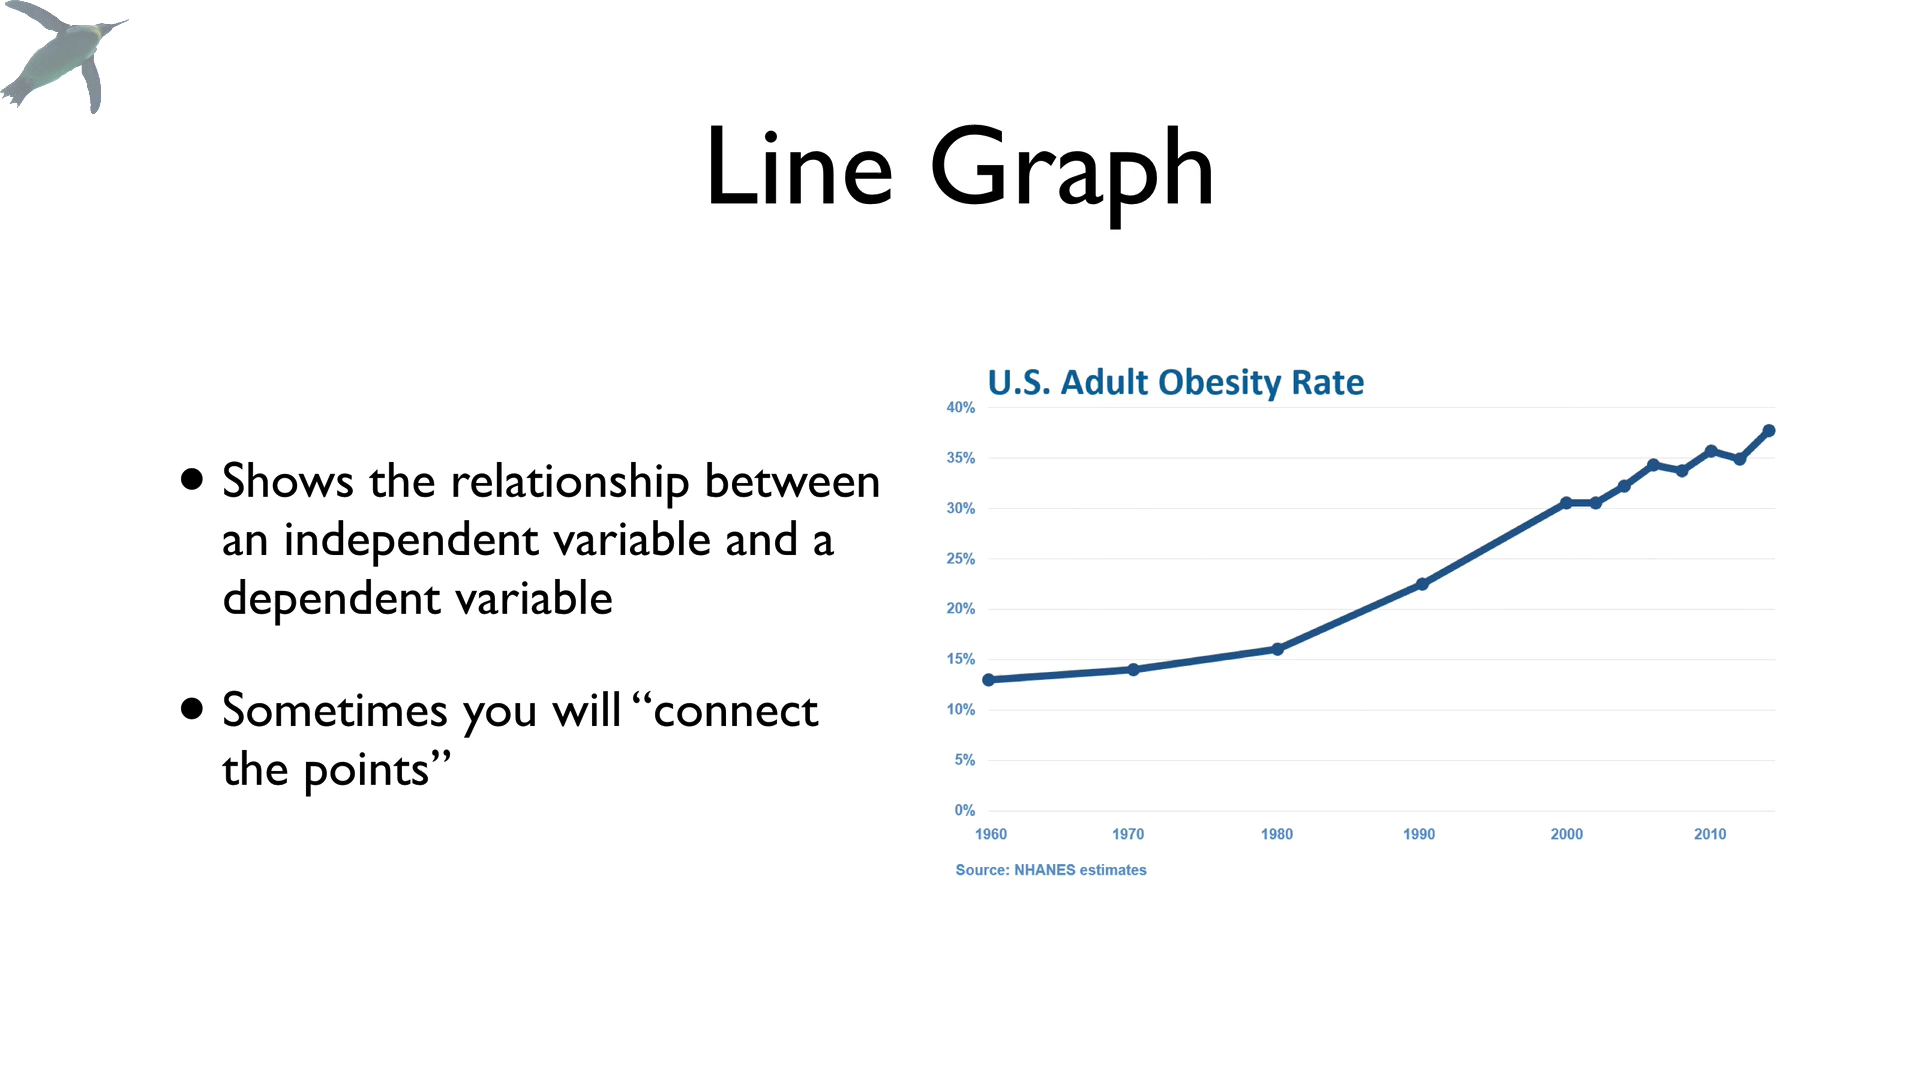 Line Graph
• Shows the relationship between
an independent variable and a
dependent variable
• Sometimes you will “connect
the points”
U.S. Adult Obesity Rate
40%
35%
30%
25%
20%
15%
10%
5%
0%
1960 1970 1980 1990 2000 2010
Source: NHANES estimates